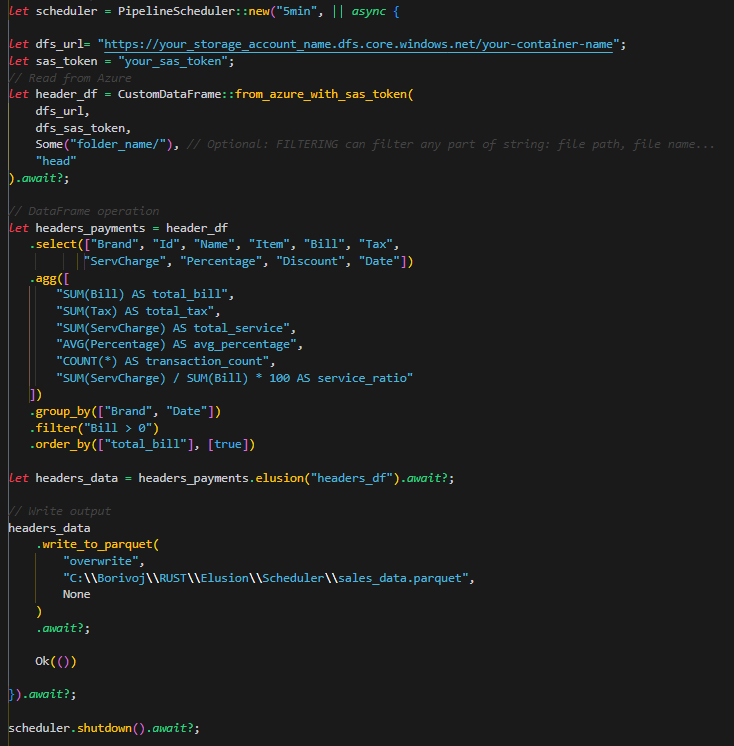 let scheduler = PipelineScheduler::new("5min", || async {
let dfs_url= "https://your_storage_account_name.dfs.core.windows.net/your-container-name";
let sas_token = "your_sas_token";
// Read from Azure
let header_df = CustomDataFrame::from_azure_with_sas_token(
dfs_url,
dfs_sas_token,
Some("folder_name/"), // Optional: FILTERING can filter any part of string: file path, file name...
"head"
).await?;
// DataFrame operation
let headers_payments = header_df
.select(["Brand", "Id", "Name", "Item", "Bill", "Tax",
"ServCharge", "Percentage", "Discount", "Date"])
.agg([
"SUM(Bill) AS total_bill",
"SUM(Tax) AS total_tax",
"SUM(ServCharge) AS total_service",
"AVG(Percentage) AS avg_percentage",
"COUNT(*) AS transaction_count",
"SUM(ServCharge) / SUM(Bill) * 100 AS service_ratio"
])
.group_by(["Brand", "Date"])
.filter("Bill > 0")
.order_by(["total_bill"], [true])
let headers_data = headers_payments.elusion("headers_df").await?;
// Write output
headers_data
.write_to_parquet(
"overwrite",
"C:\\Borivoj\\RUST\\Elusion\\Scheduler\\sales_data.parquet",
None
)
.await?;
Ok(())
}).await?;
scheduler.shutdown().await?;